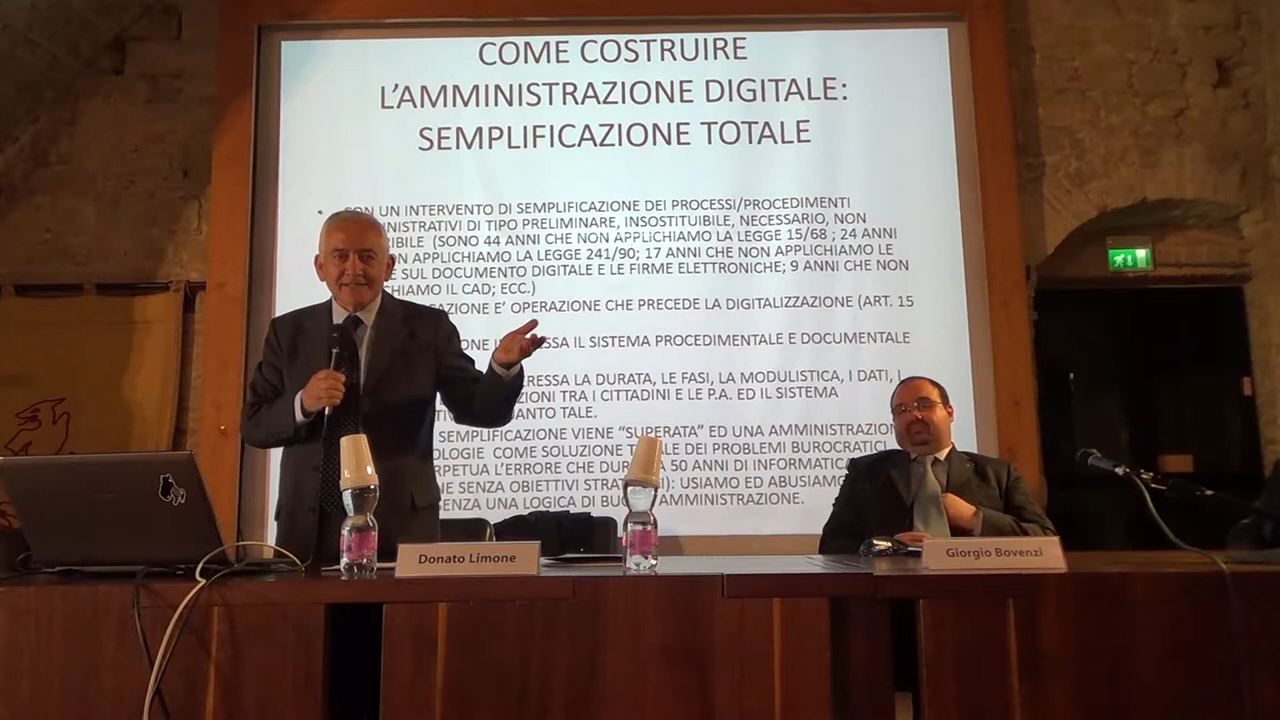 COME COSTRUIRE
L'AMMINISTRAZIONE DIGITALE:
SEMPLIFICAZIONE TOTALE
CON UN INTERVENTO DI SEMPLIFICAZIONE DEI PROCESSI/PROCEDIMENTI
DI TIPO PRELIMINARE, INSOSTITUIBILE, NECESSARIO, NON
(SONO 44 ANNI CHE NON APPLICHIAMO LA LEGGE 15/68 ; 24 ANNI
APPLICHIAMO LA LEGGE 241/90; 17 ANNI CHE NON APPLICHIAMO LE
SUL DOCUMENTO DIGITALE E LE FIRME ELETTRONICHE; 9 ANNI CHE NON
IL CAD; ECC.)
E' OPERAZIONE CHE PRECEDE LA DIGITALIZZAZIONE (ART. 15
IL SISTEMA PROCEDIMENTALE E DOCUMENTALE
LA DURATA, LE FASI, LA MODULISTICA, I DATI, I
TRA I CITTADINI E LE P.A. ED IL SISTEMA
TALE.
SEMPLIFICAZIONE VIENE "SUPERATA" ED UNA
COME SOLUZIONE DEI PROBLEMI BUROCRATICI
L'ERRORE CHE DURA 50 ANNI DI
SENZA OBIETTIVI USIAMO ED
SENZA UNA LOGICA DI AMMINISTRAZIONE.
Donato Limone
Giorgio Bovenzi